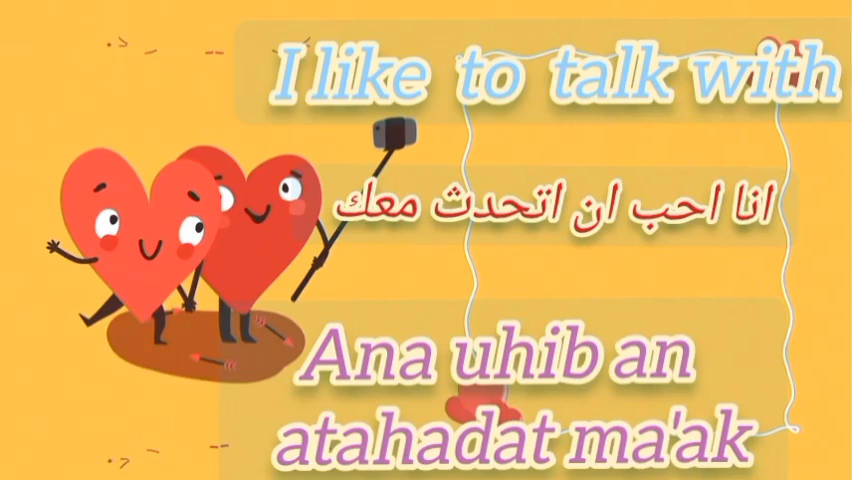 I like to talk with
انا احب ان اتحدث معك
Ana uhib an
atahadat ma'ak